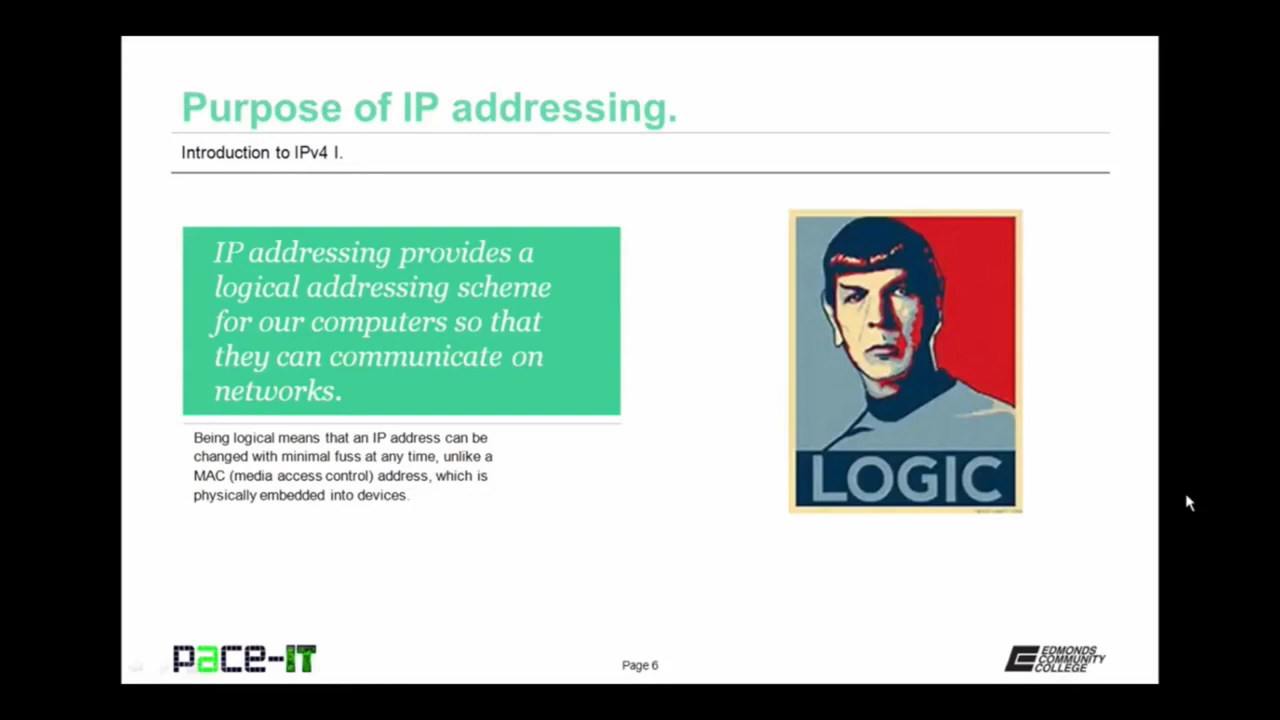 Purpose of IP addressing.
Introduction to IPv4 I.
IP addressing provides a
logical addressing scheme
for our computers so that
they can communicate on
networks.
Being logical means that an IP address can be
changed with minimal fuss at any time, unlike a
MAC (media access control) address, which is
physically embedded into devices.
LOGIC
pace-IT
Page 6
EDMONDS
COMMUNITY
COLLEGE